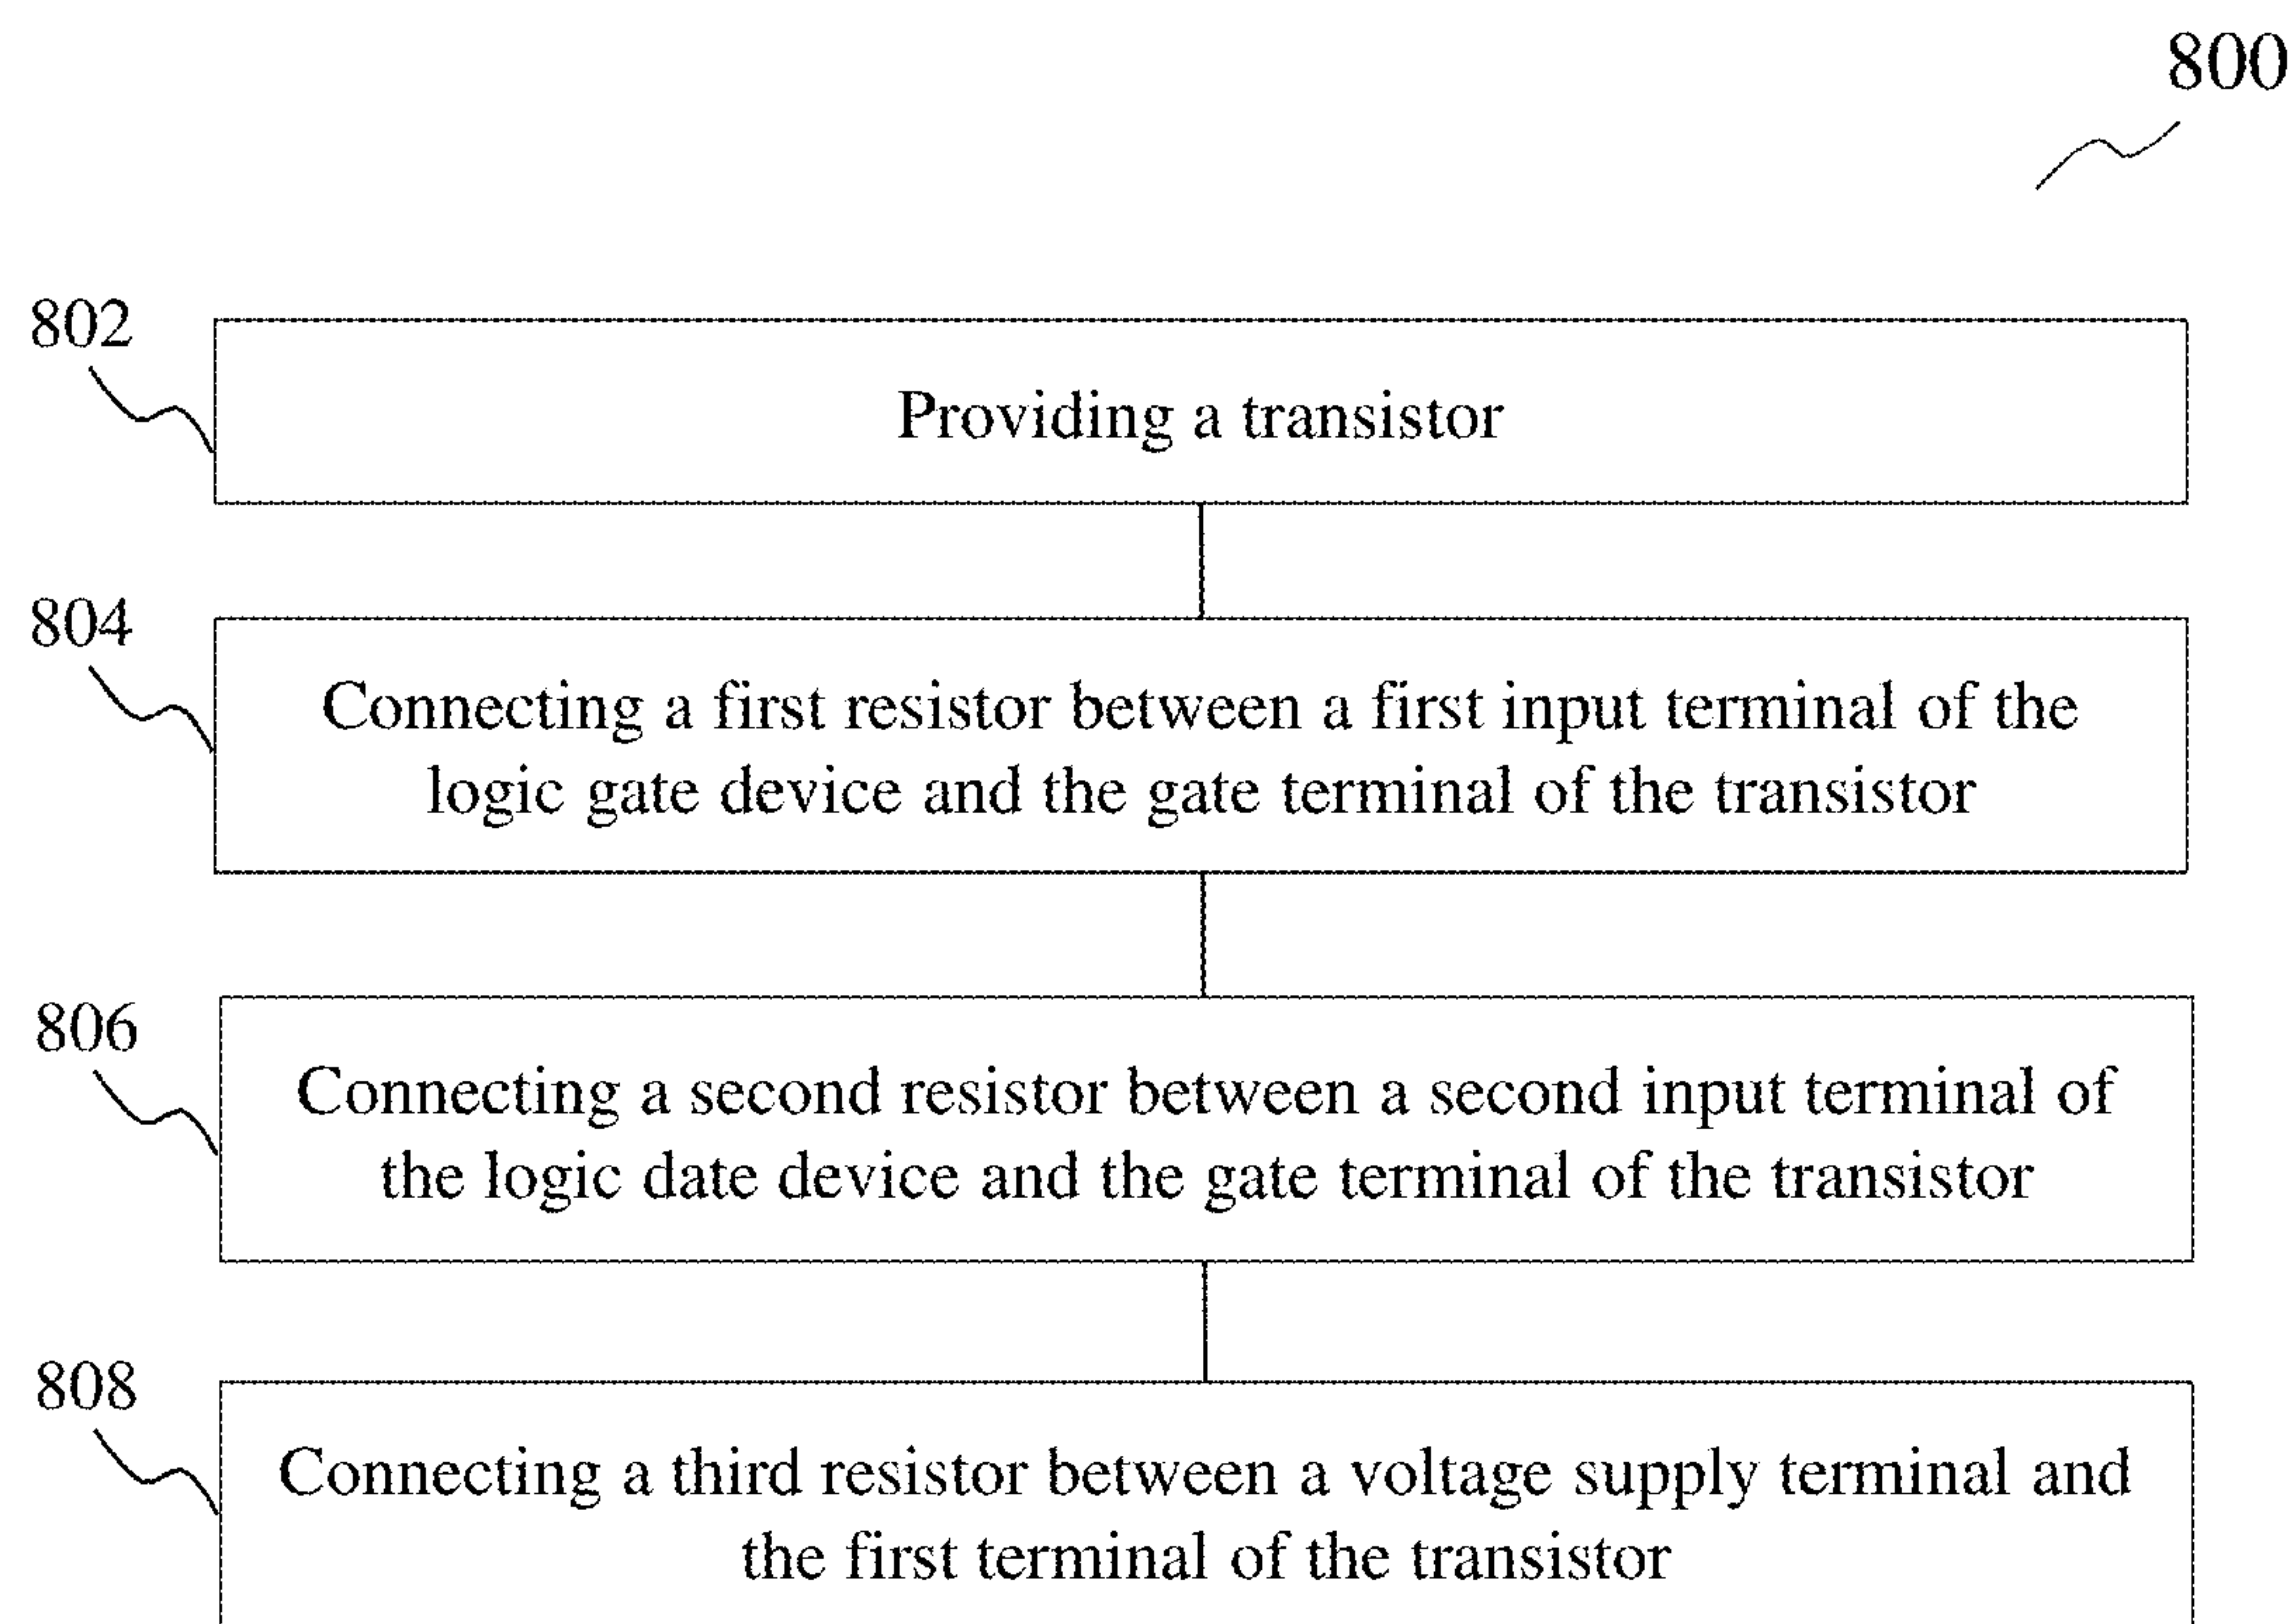 800
802
Providing a transistor
804
Connecting a first resistor between a first input terminal of the
logic gate device and the gate terminal of the transistor
806
Connecting a second resistor between a second input terminal of
the logic date device and the gate terminal of the transistor
808
Connecting a third resistor between a voltage supply terminal and
the first terminal of the transistor